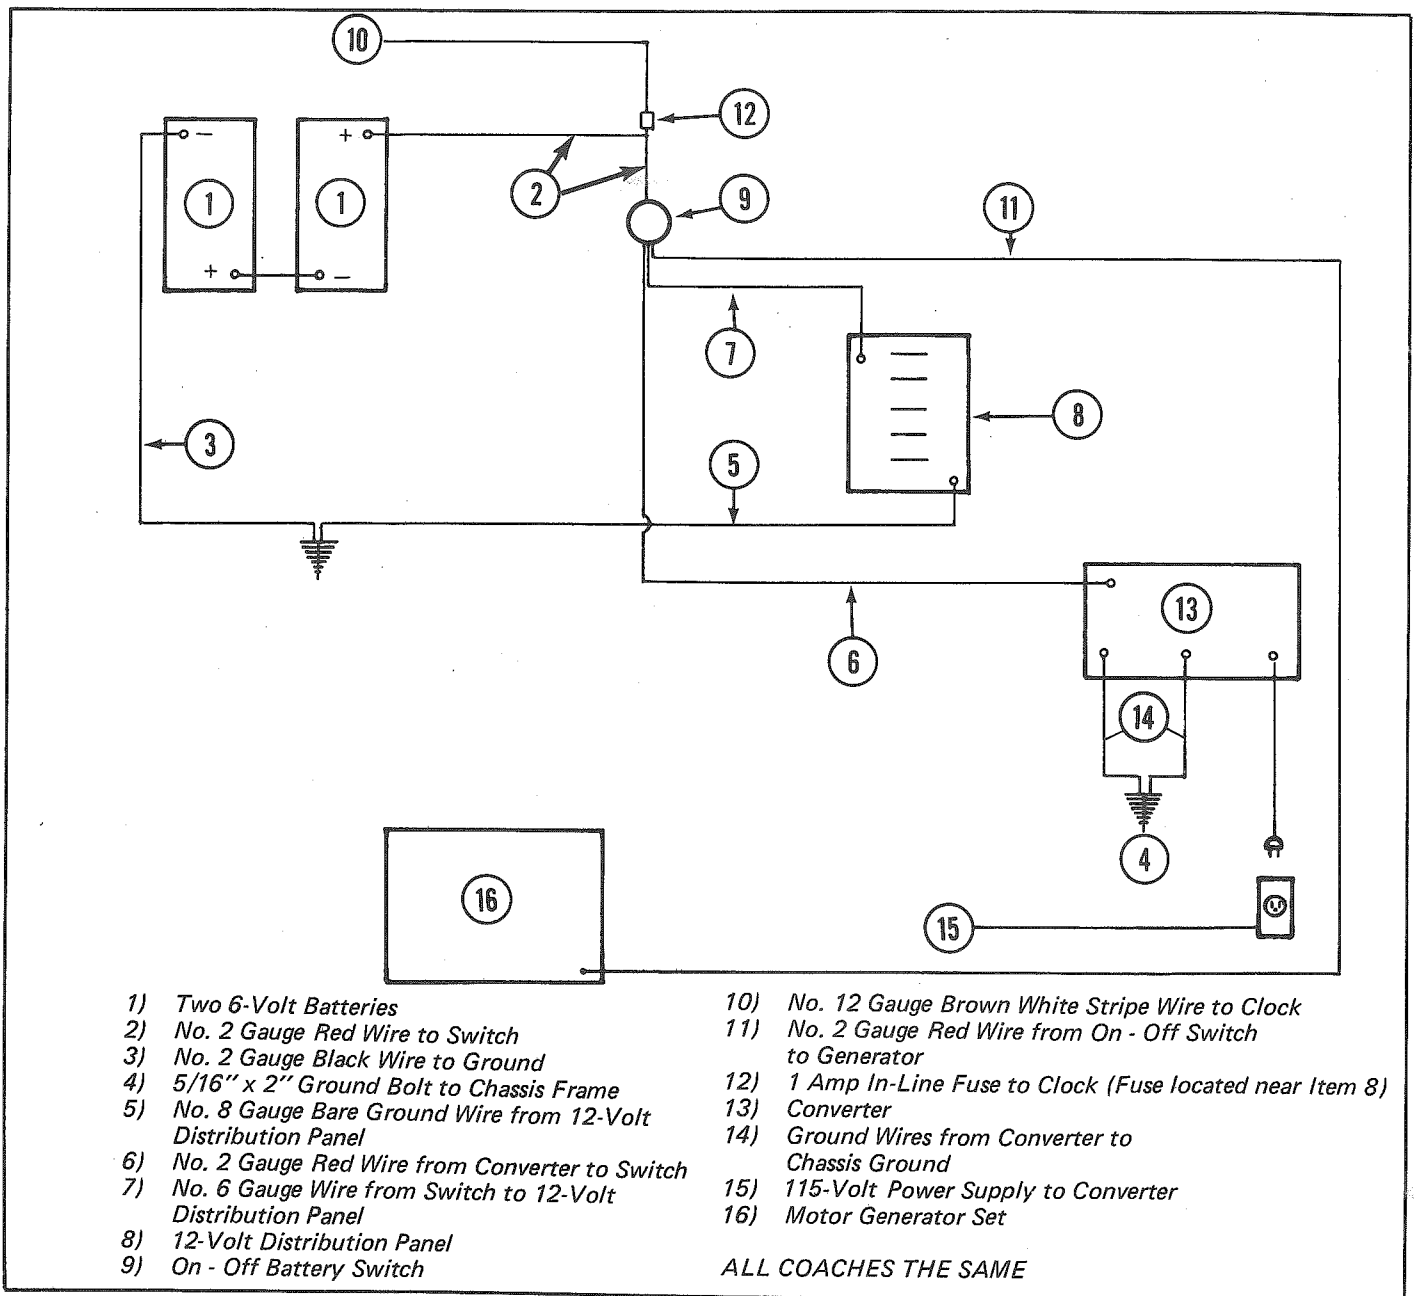 10
12
− + 1 1 2
9
11
+ −
7
8
3
5
13
6
14
4
16
15
1) Two 6-Volt Batteries
2) No. 2 Gauge Red Wire to Switch
3) No. 2 Gauge Black Wire to Ground
4) 5/16" x 2" Ground Bolt to Chassis Frame
5) No. 8 Gauge Bare Ground Wire from 12-Volt
Distribution Panel
6) No. 2 Gauge Red Wire from Converter to Switch
7) No. 6 Gauge Wire from Switch to 12-Volt
Distribution Panel
8) 12-Volt Distribution Panel
9) On - Off Battery Switch
10) No. 12 Gauge Brown White Stripe Wire to Clock
11) No. 2 Gauge Red Wire from On - Off Switch
to Generator
12) 1 Amp In-Line Fuse to Clock (Fuse located near Item 8)
13) Converter
14) Ground Wires from Converter to
Chassis Ground
15) 115-Volt Power Supply to Converter
16) Motor Generator Set
ALL COACHES THE SAME